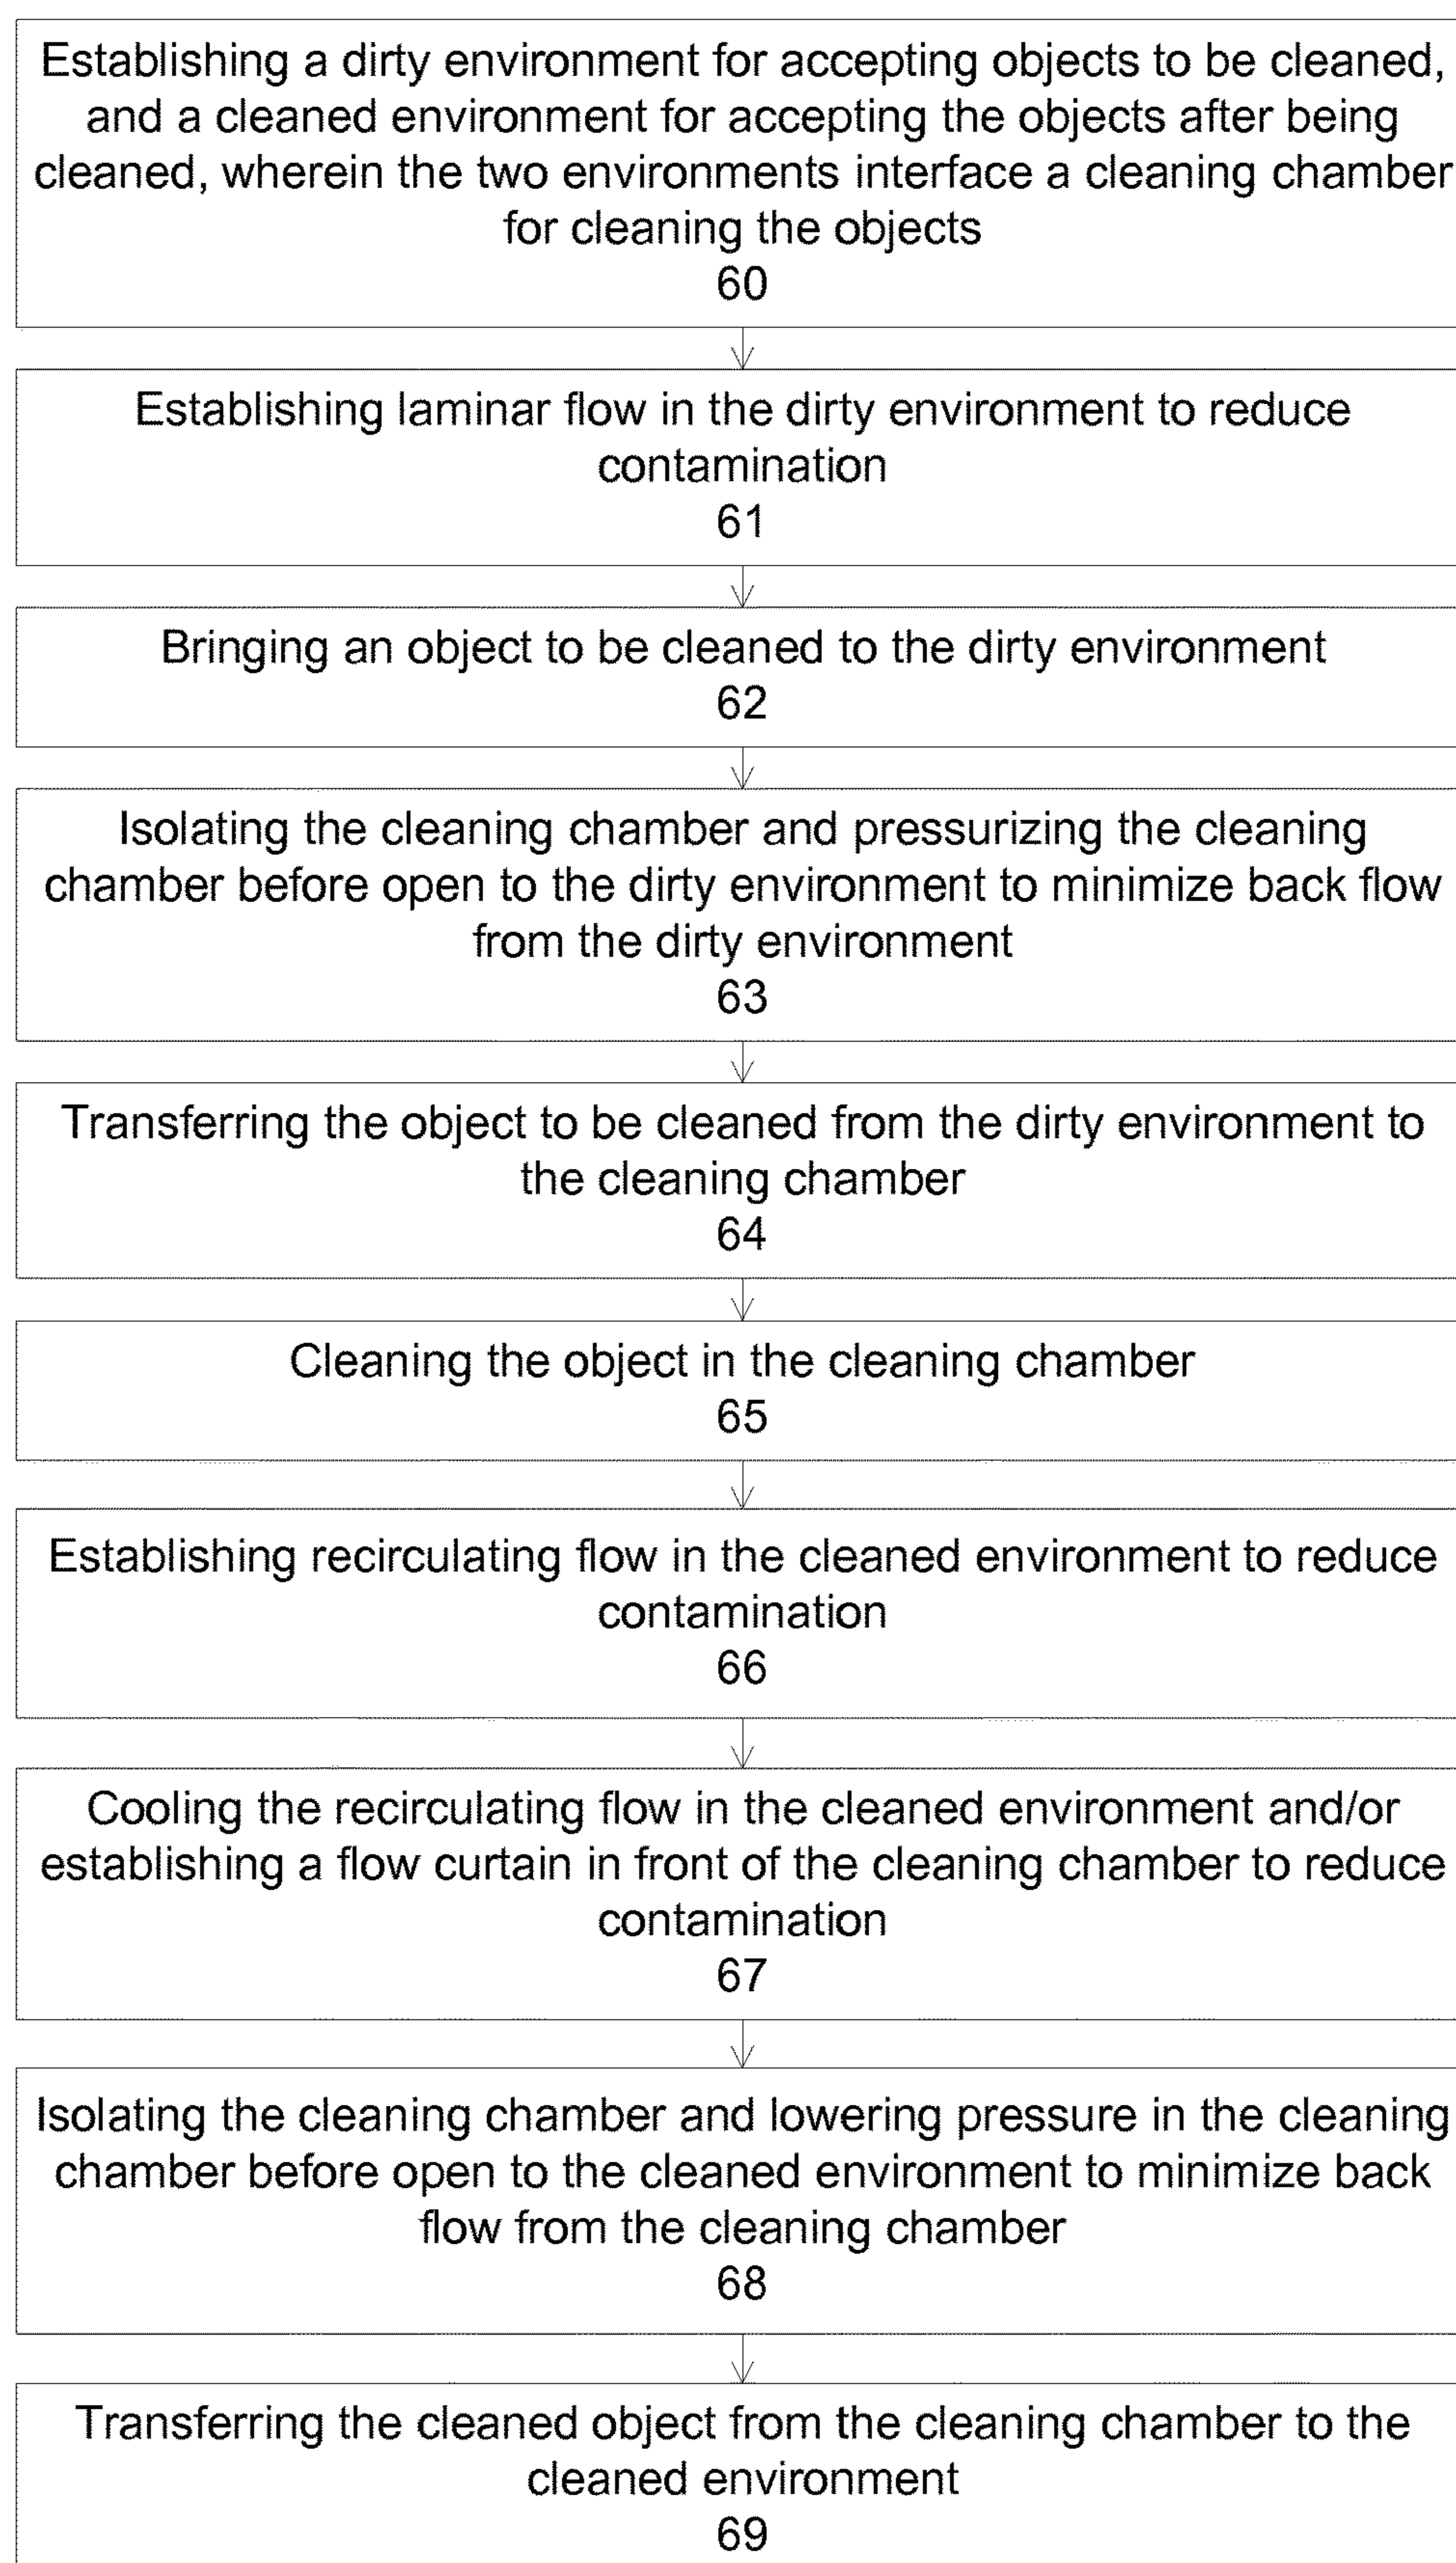 Establishing a dirty environment for accepting objects to be cleaned,
and a cleaned environment for accepting the objects after being
cleaned, wherein the two environments interface a cleaning chamber
for cleaning the objects
60
Establishing laminar flow in the dirty environment to reduce
contamination
61
Bringing an object to be cleaned to the dirty environment
62
Isolating the cleaning chamber and pressurizing the cleaning
chamber before open to the dirty environment to minimize back flow
from the dirty environment
63
Transferring the object to be cleaned from the dirty environment to
the cleaning chamber
64
Cleaning the object in the cleaning chamber
65
Establishing recirculating flow in the cleaned environment to reduce
contamination
66
Cooling the recirculating flow in the cleaned environment and/or
establishing a flow curtain in front of the cleaning chamber to reduce
contamination
67
Isolating the cleaning chamber and lowering pressure in the cleaning
chamber before open to the cleaned environment to minimize back
flow from the cleaning chamber
68
Transferring the cleaned object from the cleaning chamber to the
cleaned environment
69